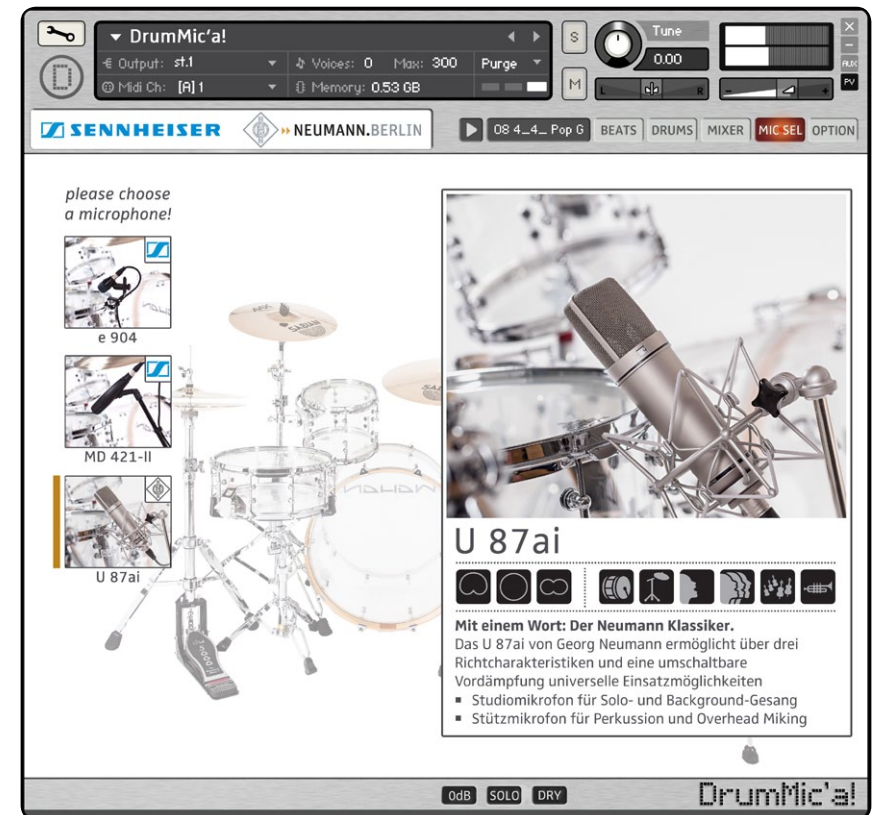 DrumMic'a!
S
Tune
Output: st.1
Voices: 0 Max: 300
Purge
0.00
AUX
Midi Ch: [A] 1
Memory: 0.53 GB
M
L R
PV
SENNHEISER
NEUMANN.BERLIN
08 4_4_ Pop G
BEATS
DRUMS
MIXER
MIC SEL
OPTION
please choose
a microphone!
e 904
MD 421-II
U 87ai
AAX
SABIAN
5000
U 87ai
Mit einem Wort: Der Neumann Klassiker.
Das U 87ai von Georg Neumann ermöglicht über drei
Richtcharakteristiken und eine umschaltbare
Vordämpfung universelle Einsatzmöglichkeiten
▪ Studiomikrofon für Solo- und Background-Gesang
▪ Stützmikrofon für Perkussion und Overhead Miking
0dB
SOLO
DRY
DrumMic'a!